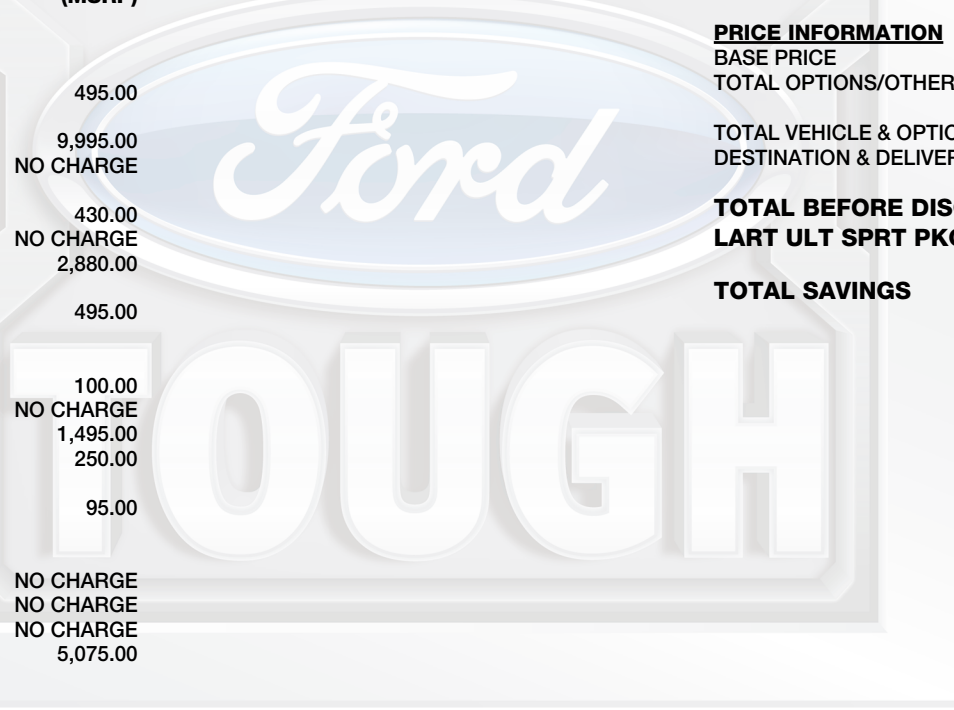 (MSRP)
495.00
9,995.00
NO CHARGE
430.00
NO CHARGE
2,880.00
495.00
100.00
NO CHARGE
1,495.00
250.00
95.00
NO CHARGE
NO CHARGE
NO CHARGE
5,075.00
PRICE INFORMATION
BASE PRICE
TOTAL OPTIONS/OTHER
TOTAL VEHICLE & OPTIO
DESTINATION & DELIVER
TOTAL BEFORE DIS
LART ULT SPRT PK
TOTAL SAVINGS
Ford
TOUGH